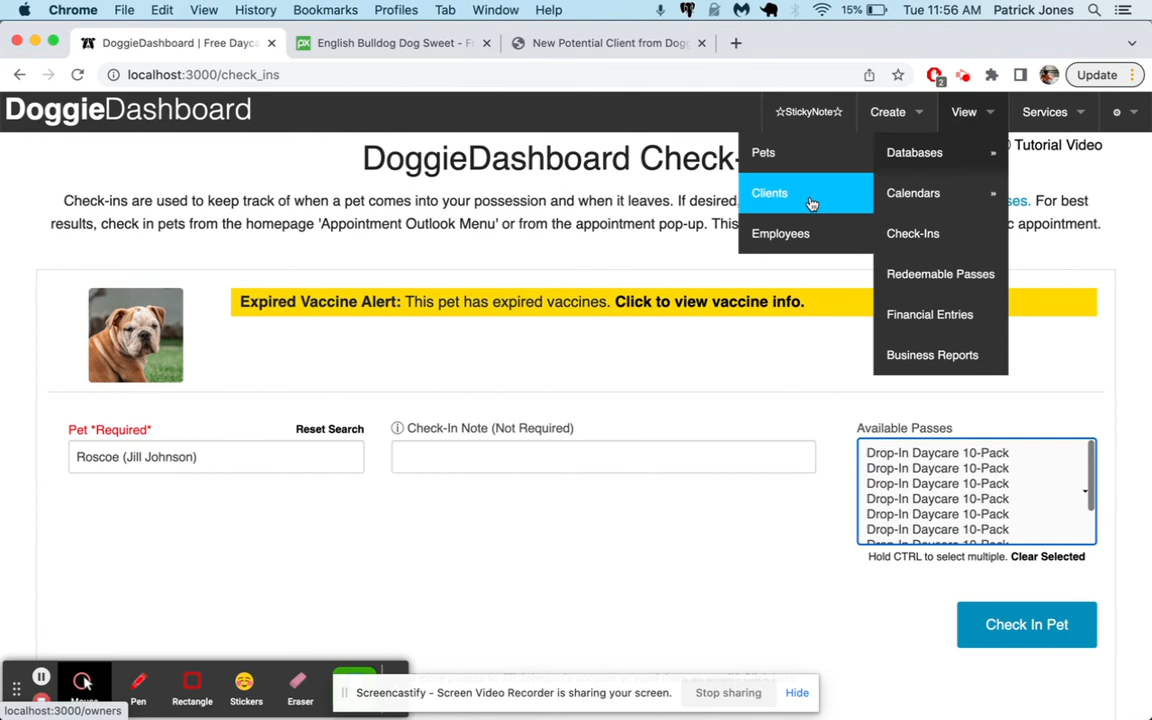 Chrome File Edit View History Bookmarks Profiles Tab Window Help 15% Tue 11:56 AM Patrick Jones
DoggieDashboard | Free Dayca
English Bulldog Dog Sweet - F
New Potential Client from Dogg
localhost:3000/check_ins
2
Update
DoggieDashboard
☆StickyNote☆ Create View Services
Pets
Clients
Employees
Databases »
Calendars »
Check-Ins
Redeemable Passes
Financial Entries
Business Reports
Tutorial Video
DoggieDashboard Check-
Check-ins are used to keep track of when a pet comes into your possession and when it leaves. If desired, ses. For best
results, check in pets from the homepage 'Appointment Outlook Menu' or from the appointment pop-up. This c appointment.
Expired Vaccine Alert: This pet has expired vaccines. Click to view vaccine info.
Pet *Required* Reset Search
Roscoe (Jill Johnson)
Check-In Note (Not Required)
Available Passes
Drop-In Daycare 10-Pack
Drop-In Daycare 10-Pack
Drop-In Daycare 10-Pack
Drop-In Daycare 10-Pack
Drop-In Daycare 10-Pack
Drop-In Daycare 10-Pack
Drop-In Daycare 10-Pack
Hold CTRL to select multiple. Clear Selected
Check In Pet
Mouse Pen Rectangle Stickers Eraser
Screencastify - Screen Video Recorder is sharing your screen. Stop sharing Hide
localhost:3000/owners